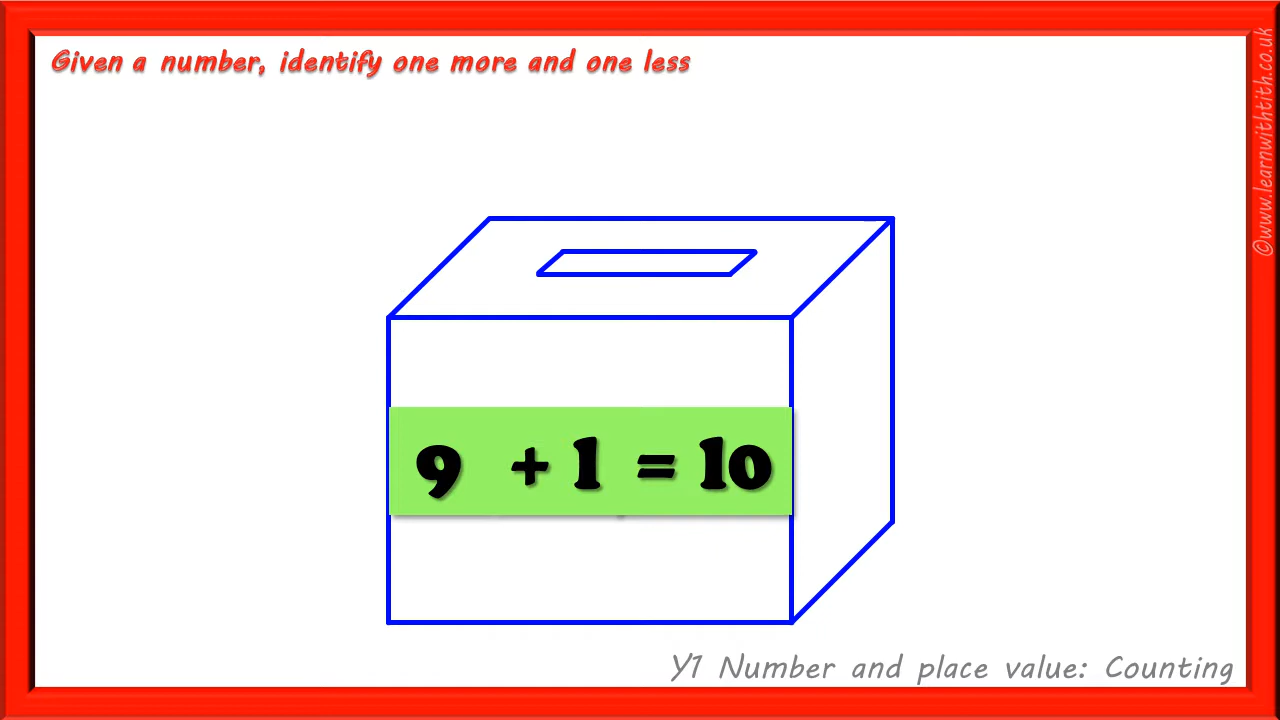 Given a number, identify one more and one less
9 + 1 = 10
Y1 Number and place value: Counting
©www.learnwithtith.co.uk